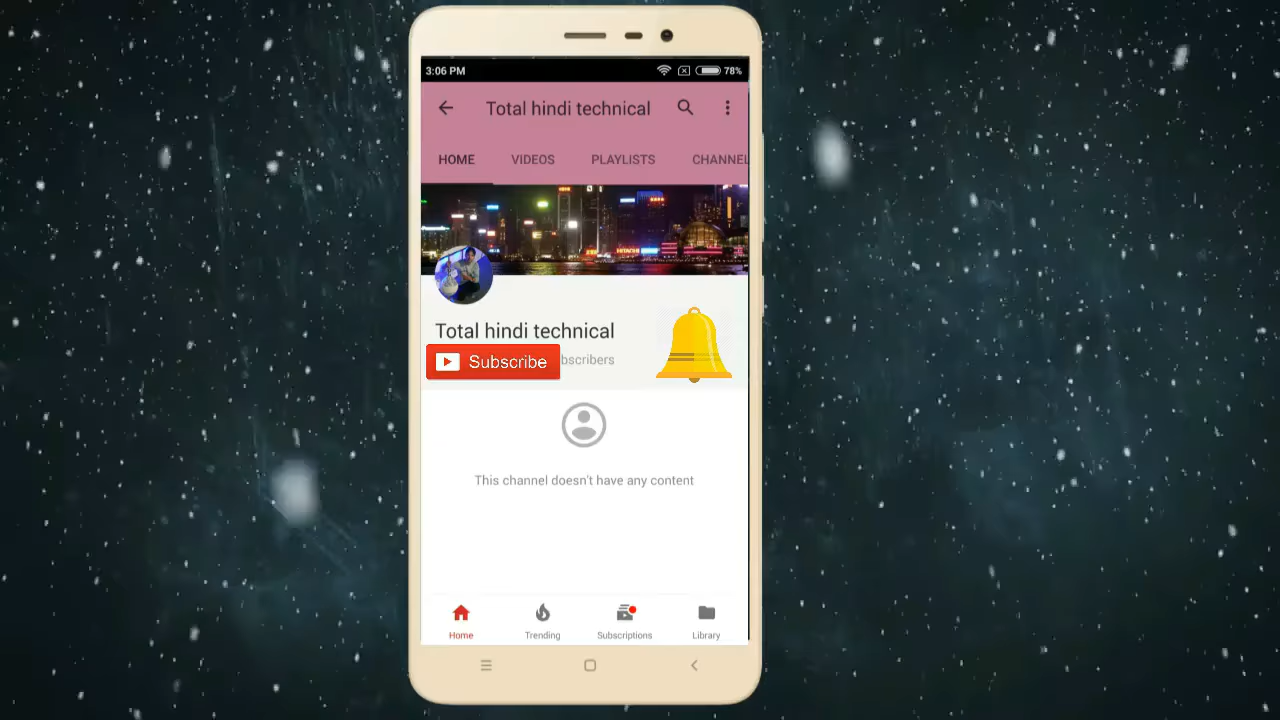 3:06 PM 78%
Total hindi technical
HOME VIDEOS PLAYLISTS CHANNEL
HITACHI
Total hindi technical
Subscribe bscribers
This channel doesn't have any content
Home Trending Subscriptions Library